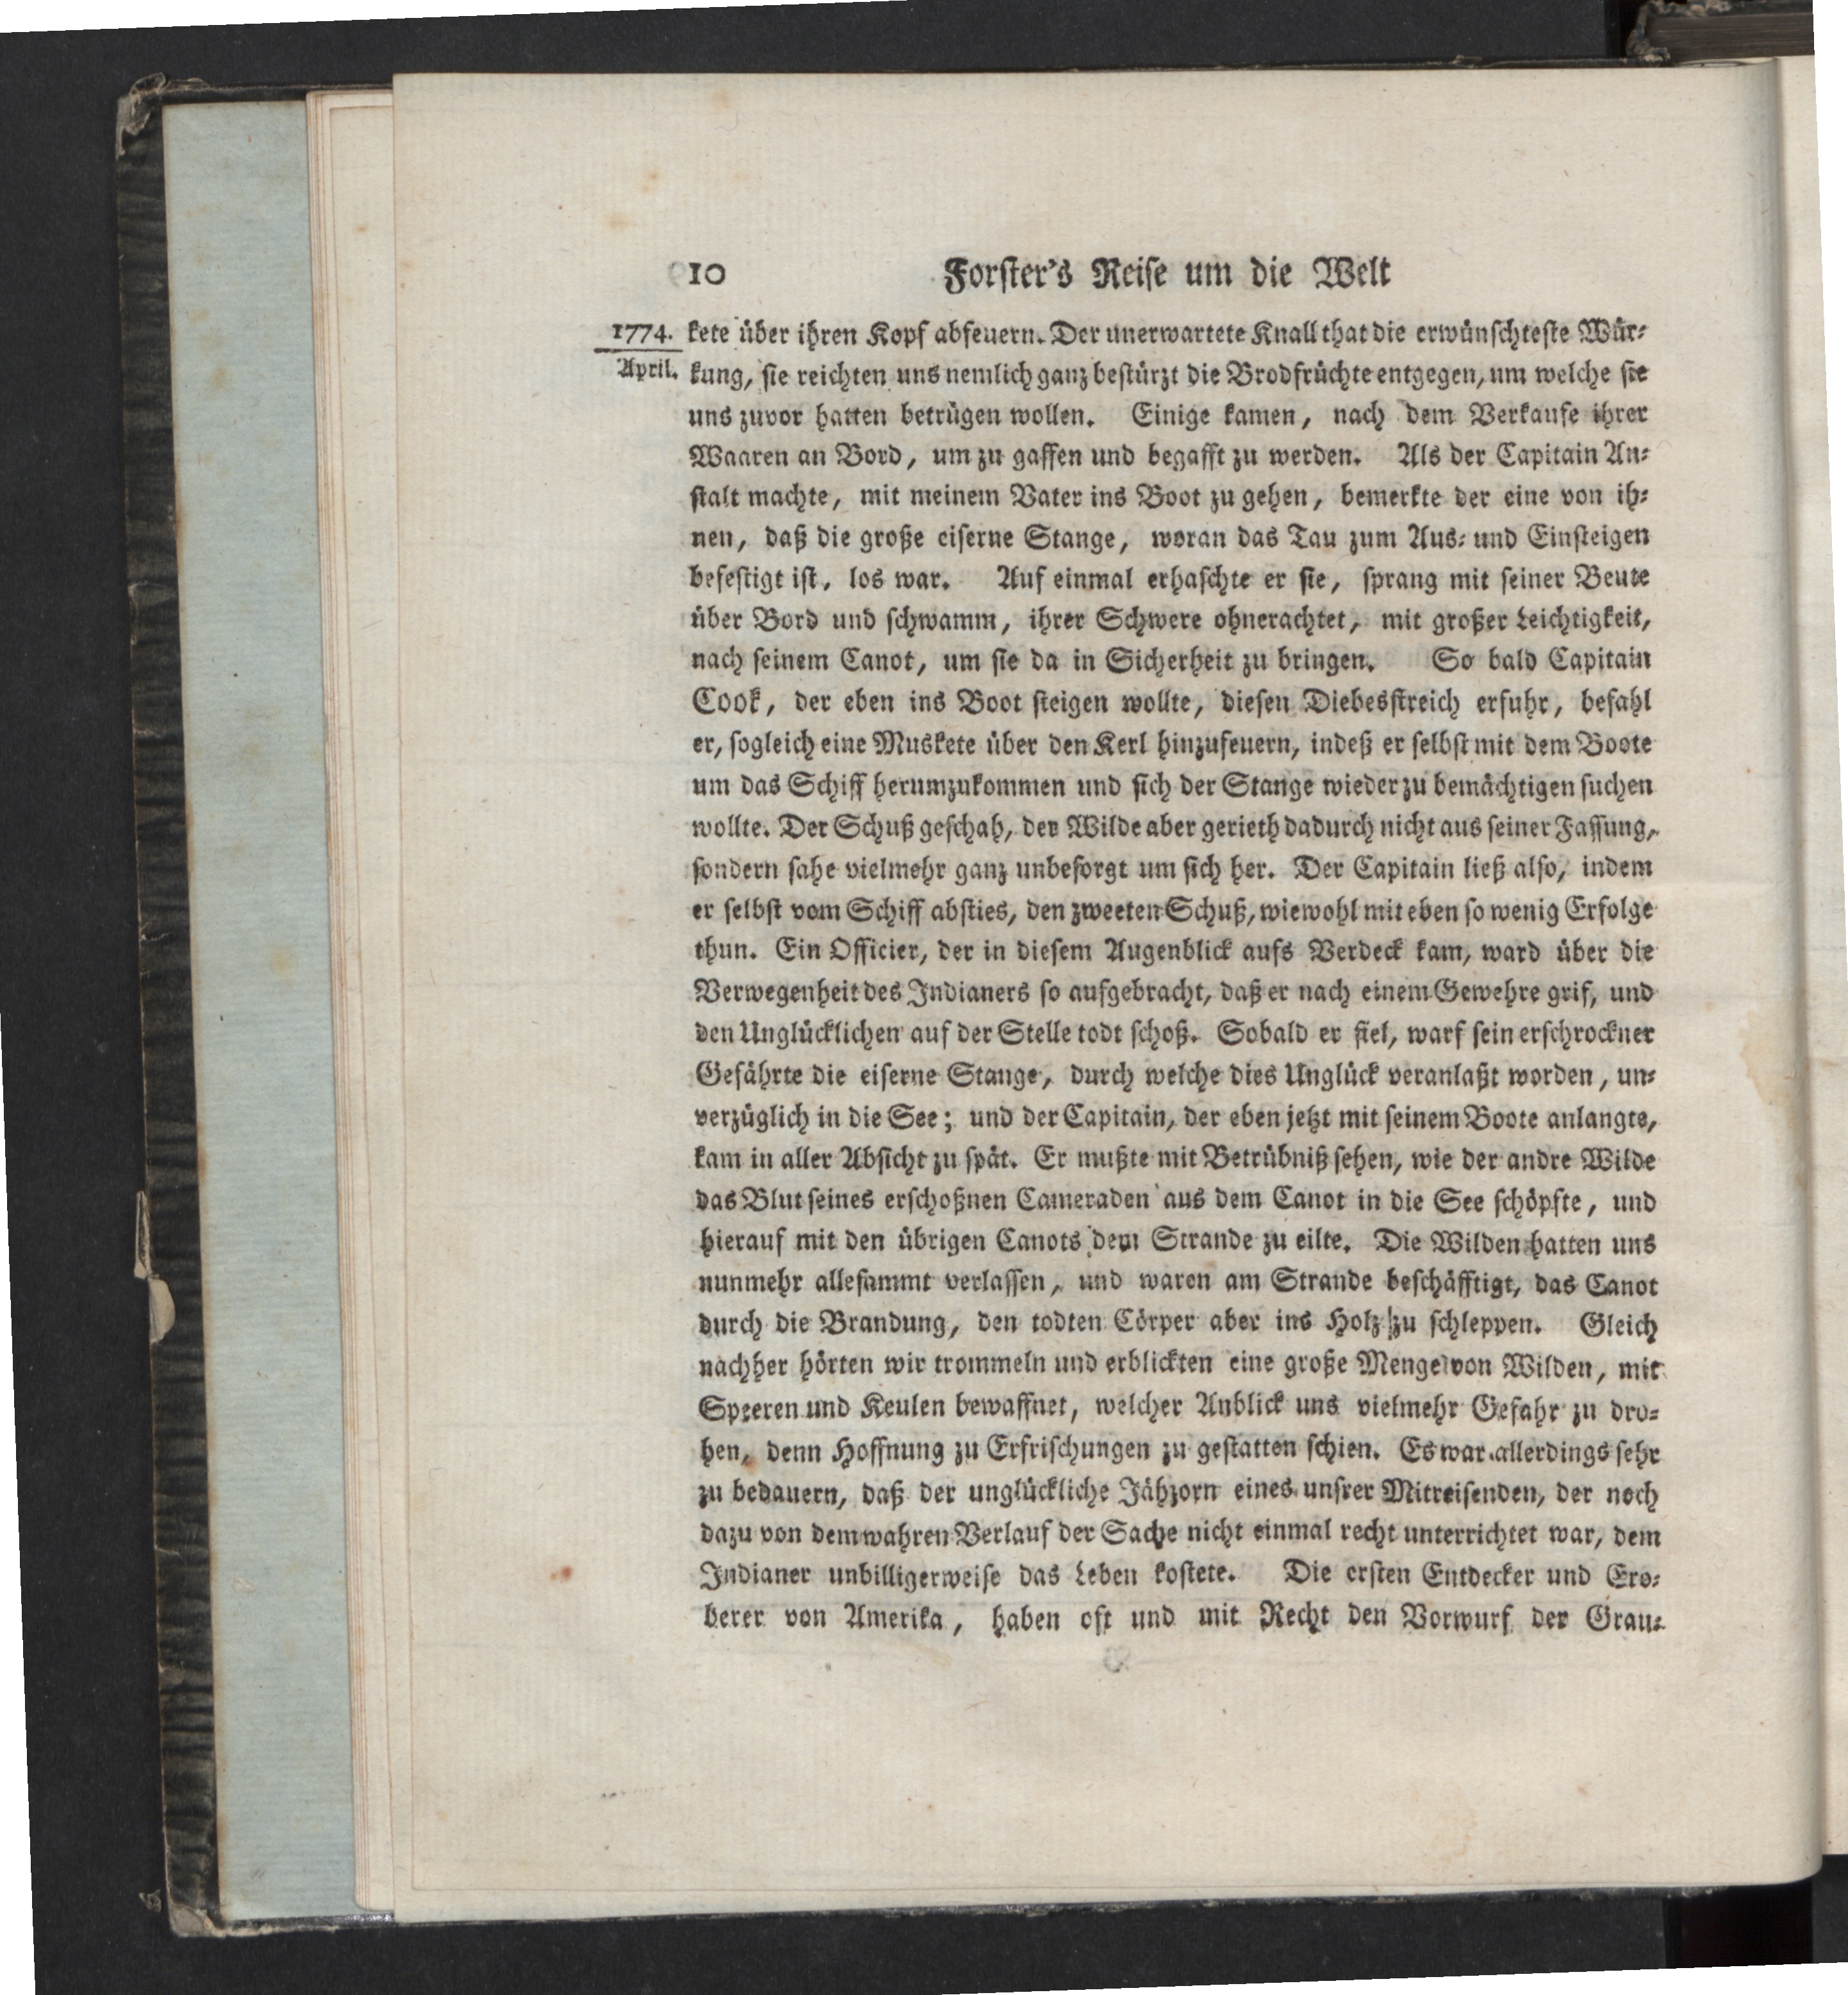 10 Forster's Reise um die Welt
1774. kete über ihren Kopf abfeuern. Der unerwartete Knall that die erwünschteste Wür-
April. kung, sie reichten uns nemlich ganz bestürzt die Brodfrüchte entgegen, um welche sie
uns zuvor hatten betrügen wollen. Einige kamen, nach dem Verkaufe ihrer
Waaren an Bord, um zu gaffen und begafft zu werden. Als der Capitain An-
stalt machte, mit meinem Vater ins Boot zu gehen, bemerkte der eine von ih-
nen, daß die große eiserne Stange, woran das Tau zum Aus- und Einsteigen
befestigt ist, los war. Auf einmal erhaschte er sie, sprang mit seiner Beute
über Bord und schwamm, ihrer Schwere ohnerachtet, mit großer Leichtigkeit,
nach seinem Canot, um sie da in Sicherheit zu bringen. So bald Capitain
Cook, der eben ins Boot steigen wollte, diesen Diebesstreich erfuhr, befahl
er, sogleich eine Muskete über den Kerl hinzufeuern, indeß er selbst mit dem Boote
um das Schiff herumzukommen und sich der Stange wieder zu bemächtigen suchen
wollte. Der Schuß geschah, der Wilde aber gerieth dadurch nicht aus seiner Fassung,
sondern sahe vielmehr ganz unbesorgt um sich her. Der Capitain ließ also, indem
er selbst vom Schiff absties, den zweeten Schuß, wiewohl mit eben so wenig Erfolge
thun. Ein Officier, der in diesem Augenblick aufs Verdeck kam, ward über die
Verwegenheit des Indianers so aufgebracht, daß er nach einem Gewehre grif, und
den Unglücklichen auf der Stelle todt schoß. Sobald er fiel, warf sein erschrockner
Gefährte die eiserne Stange, durch welche dies Unglück veranlaßt worden, un-
verzüglich in die See; und der Capitain, der eben jetzt mit seinem Boote anlangte,
kam in aller Absicht zu spät. Er mußte mit Betrübniß sehen, wie der andre Wilde
das Blut seines erschoßnen Cameraden aus dem Canot in die See schöpfte, und
hierauf mit den übrigen Canots dem Strande zu eilte. Die Wilden hatten uns
nunmehr allesammt verlassen, und waren am Strande beschäfftigt, das Canot
durch die Brandung, den todten Cörper aber ins Holz zu schleppen. Gleich
nachher hörten wir trommeln und erblickten eine große Menge von Wilden, mit
Speeren und Keulen bewaffnet, welcher Anblick uns vielmehr Gefahr zu dro-
hen, denn Hoffnung zu Erfrischungen zu gestatten schien. Es war allerdings sehr
zu bedauern, daß der unglückliche Jähzorn eines unsrer Mitreisenden, der noch
dazu von dem wahren Verlauf der Sache nicht einmal recht unterrichtet war, dem
Indianer unbilligerweise das Leben kostete. Die ersten Entdecker und Ero-
berer von Amerika, haben oft und mit Recht den Vorwurf der Grau-